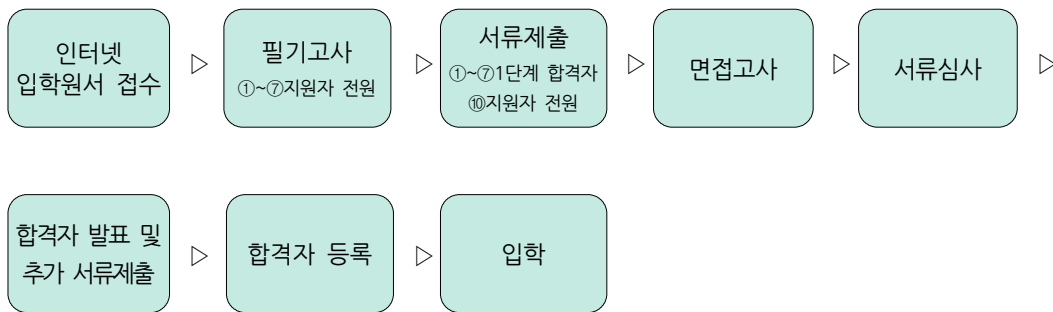 인터넷
입학원서 접수
▷
필기고사
①~⑦지원자 전원
▷
서류제출
①~⑦1단계 합격자
⑩지원자 전원
▷
면접고사
▷
서류심사
▷
합격자 발표 및
추가 서류제출
▷
합격자 등록
▷
입학